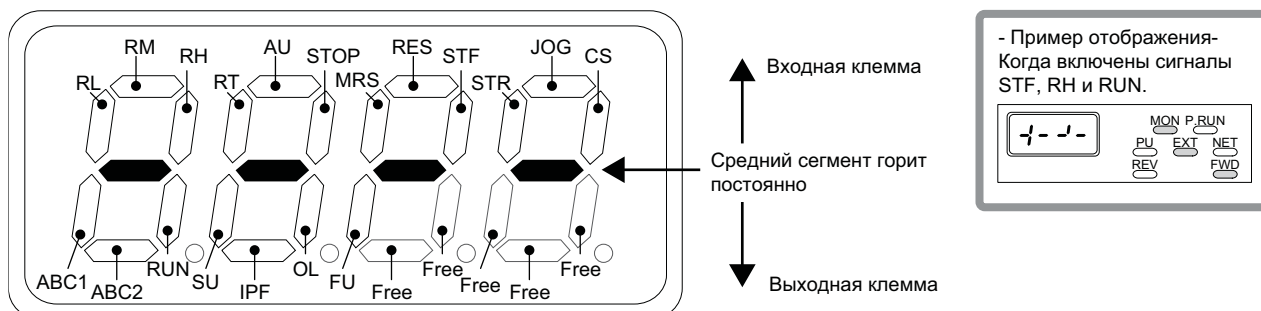 RM
RH
AU
STOP
RES
STF
JOG
CS
RL
RT
MRS
STR
ABC1
ABC2
RUN
SU
IPF
OL
FU
Free
Free
Free
Free
Free
Входная клемма
Средний сегмент горит
постоянно
Выходная клемма
- Пример отображения-
Когда включены сигналы
STF, RH и RUN.
MON P.RUN
PU EXT NET
REV FWD